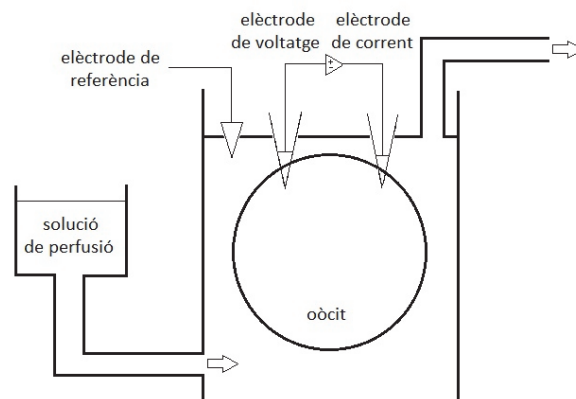 elèctrode
de voltatge
elèctrode
de corrent
elèctrode de
referència
solució
de perfusió
oòcit